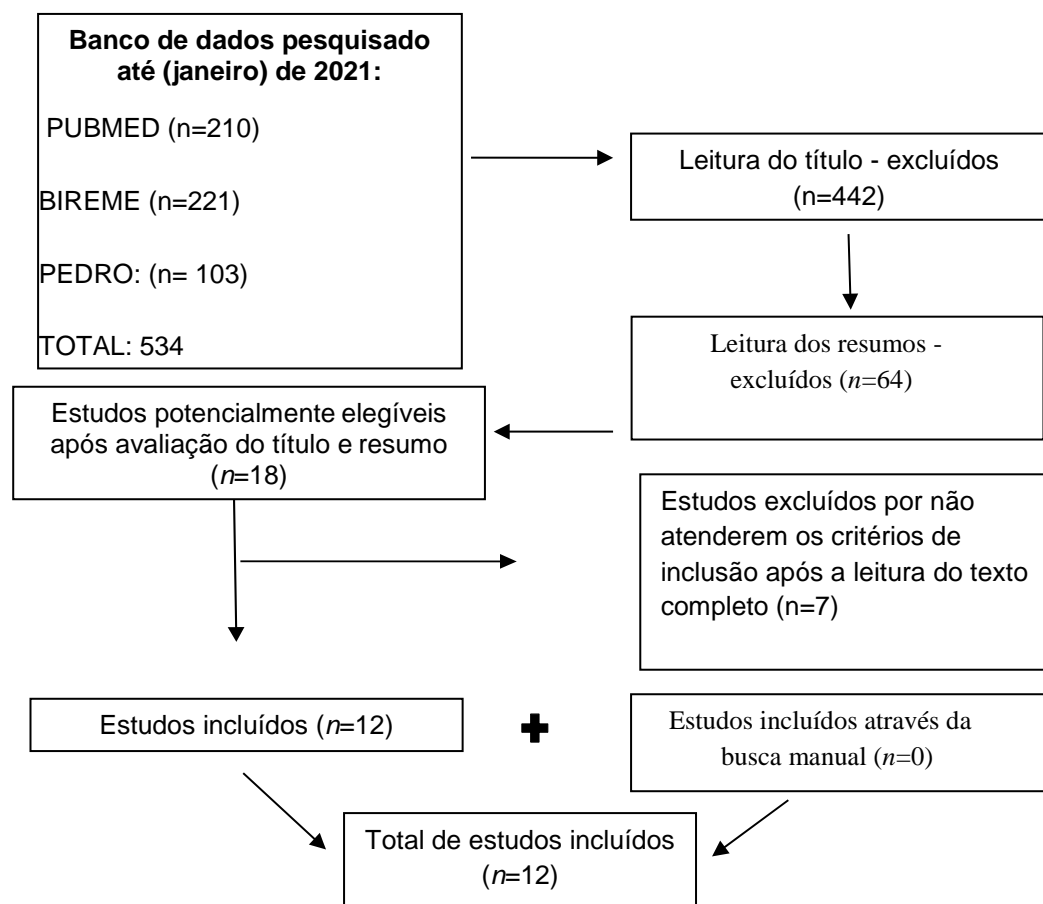 Banco de dados pesquisado
até (janeiro) de 2021:
PUBMED (n=210)
BIREME (n=221)
PEDRO: (n= 103)
TOTAL: 534
Leitura do título - excluídos
(n=442)
Leitura dos resumos -
excluídos (n=64)
Estudos potencialmente elegíveis
após avaliação do título e resumo
(n=18)
Estudos excluídos por não
atenderem os critérios de
inclusão após a leitura do texto
completo (n=7)
Estudos incluídos (n=12)
Estudos incluídos através da
busca manual (n=0)
Total de estudos incluídos
(n=12)